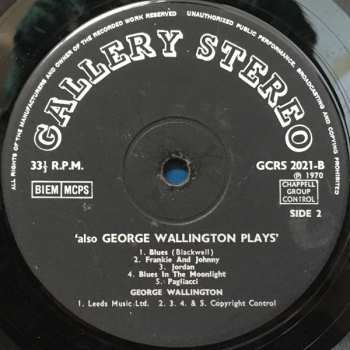 ALL RIGHTS OF THE MANUFACTURERS AND OWNER OF THE RECORDED WORK RESERVED
UNAUTHORISED PUBLIC PERFORMANCE, BROADCASTING AND COPYING PROHIBITED
GALLERY STEREO
33⅓ R.P.M.
GCRS 2021-B
Ⓟ 1970
BIEM MCPS
CHAPPELL
GROUP
CONTROL
SIDE 2
'also GEORGE WALLINGTON PLAYS'
1. Blues (Blackwell)
2. Frankie And Johnny
3. Jordan
4. Blues In The Moonlight
5. Pagliacci
GEORGE WALLINGTON
1. Leeds Music Ltd. 2. 3. 4. & 5. Copyright Control